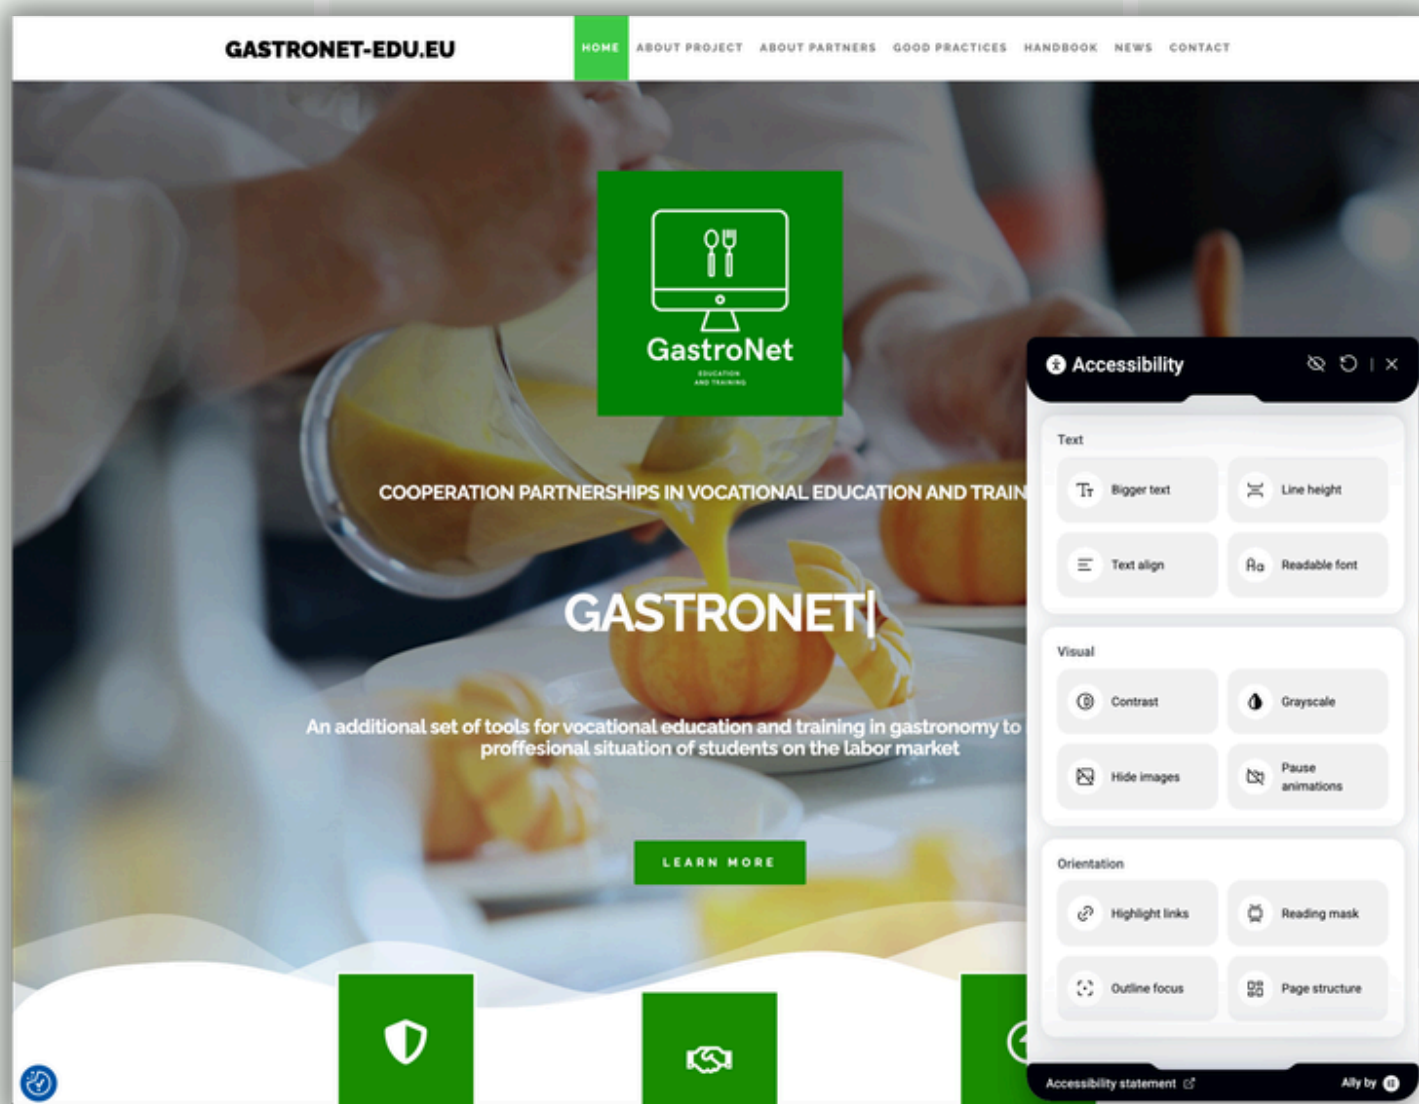 GASTRONET-EDU.EU
HOME ABOUT PROJECT ABOUT PARTNERS GOOD PRACTICES HANDBOOK NEWS CONTACT
GastroNet
EDUCATION
AND TRAINING
COOPERATION PARTNERSHIPS IN VOCATIONAL EDUCATION AND TRAIN
GASTRONET|
An additional set of tools for vocational education and training in gastronomy to
proffesional situation of students on the labor market
LEARN MORE
Accessibility
Text
Bigger text
Line height
Text align
Readable font
Visual
Contrast
Grayscale
Hide images
Pause
animations
Orientation
Highlight links
Reading mask
Outline focus
Page structure
Accessibility statement
Ally by